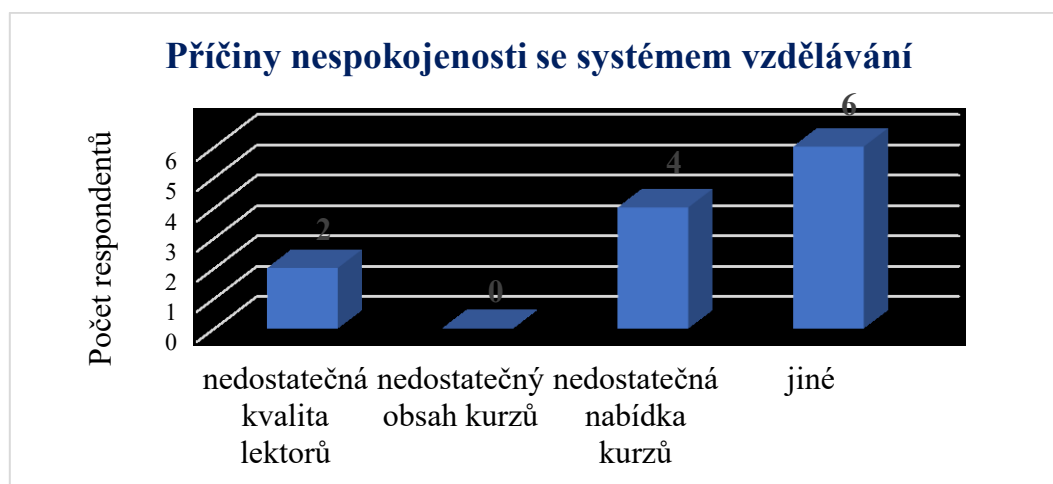 Příčiny nespokojenosti se systémem vzdělávání
Počet respondentů
6
5
4
3
2
1
0
2
0
4
6
nedostatečná kvalita lektorů
nedostatečný obsah kurzů
nedostatečná nabídka kurzů
jiné